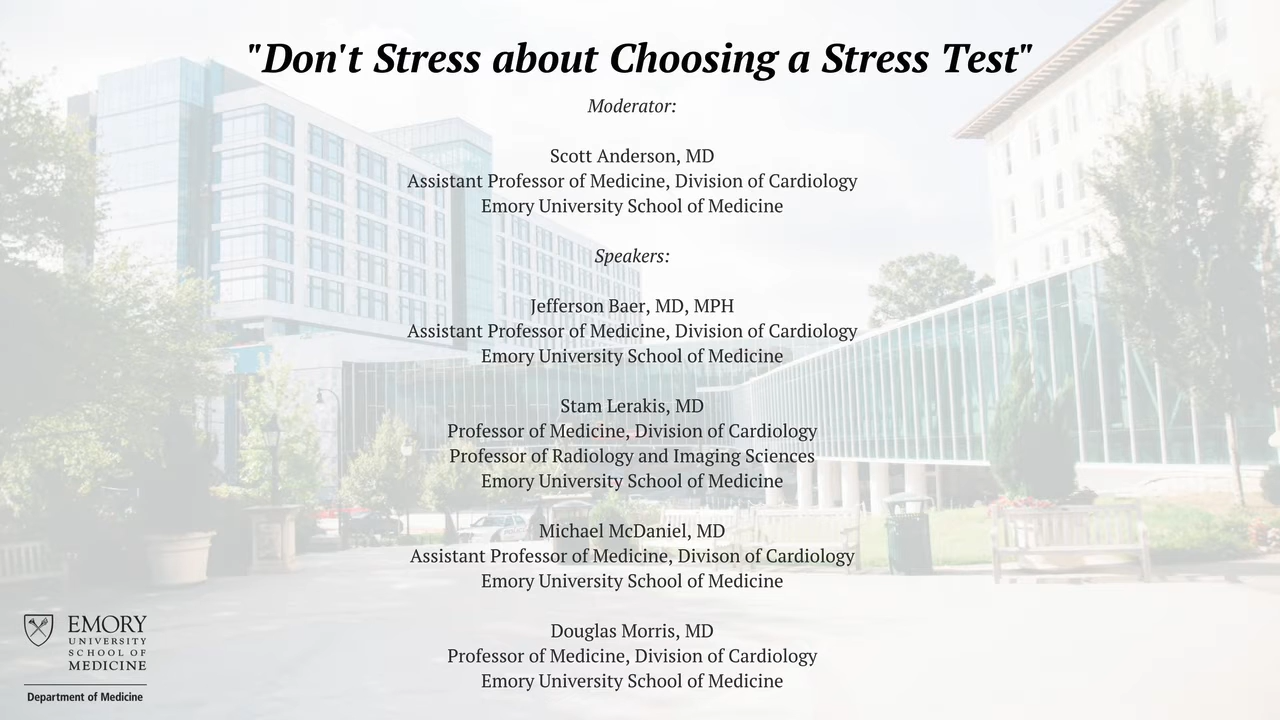 "Don't Stress about Choosing a Stress Test"
Moderator:
Scott Anderson, MD
Assistant Professor of Medicine, Division of Cardiology
Emory University School of Medicine
Speakers:
Jefferson Baer, MD, MPH
Assistant Professor of Medicine, Division of Cardiology
Emory University School of Medicine
Stam Lerakis, MD
Professor of Medicine, Division of Cardiology
Professor of Radiology and Imaging Sciences
Emory University School of Medicine
Michael McDaniel, MD
Assistant Professor of Medicine, Divison of Cardiology
Emory University School of Medicine
Douglas Morris, MD
Professor of Medicine, Division of Cardiology
Emory University School of Medicine
EMORY
UNIVERSITY
SCHOOL OF
MEDICINE
Department of Medicine